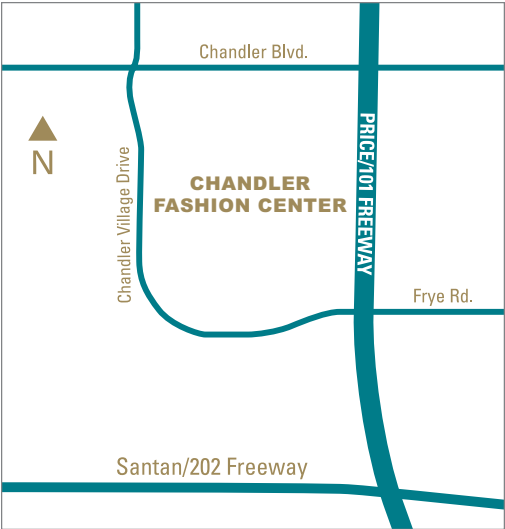 Chandler Blvd.
N
CHANDLER
FASHION CENTER
Chandler Village Drive
PRICE/101 FREEWAY
Frye Rd.
Santan/202 Freeway